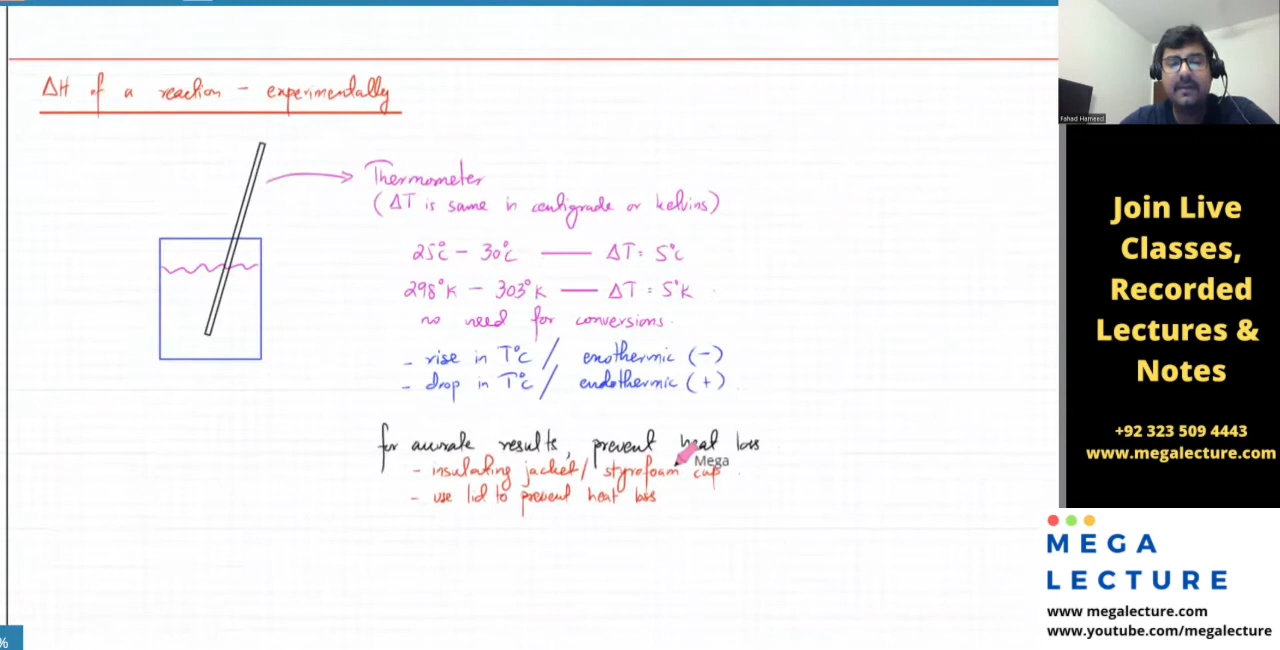 ΔH of a reaction - experimentally
Thermometer
(ΔT is same in centigrade or kelvins)
25°C - 30°C — ΔT = 5°C
298°K - 303°K — ΔT = 5°K
no need for conversions.
- rise in T°C / exothermic (-)
- drop in T°C / endothermic (+)
for accurate results, prevent heat loss
- insulating jacket / styrofoam cup
- use lid to prevent heat loss
Mega
Fahad Hameed
Join Live
Classes,
Recorded
Lectures &
Notes
+92 323 509 4443
www.megalecture.com
MEGA
LECTURE
www megalecture.com
www.youtube.com/megalecture
%